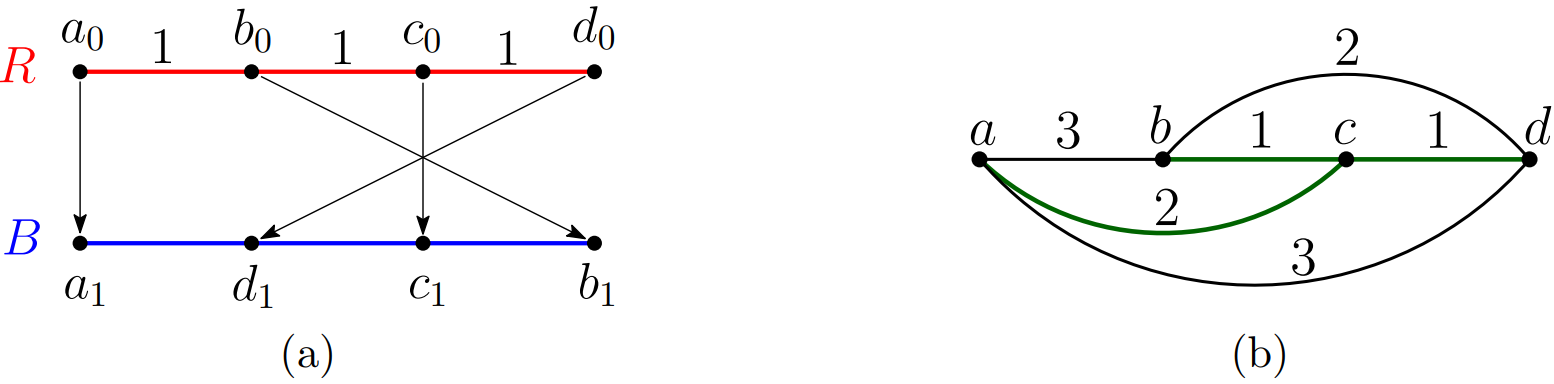 a₀ 1 b₀ 1 c₀ 1 d₀
R
B
a₁ d₁ c₁ b₁
(a)
2
a 3 b 1 c 1 d
2
3
(b)